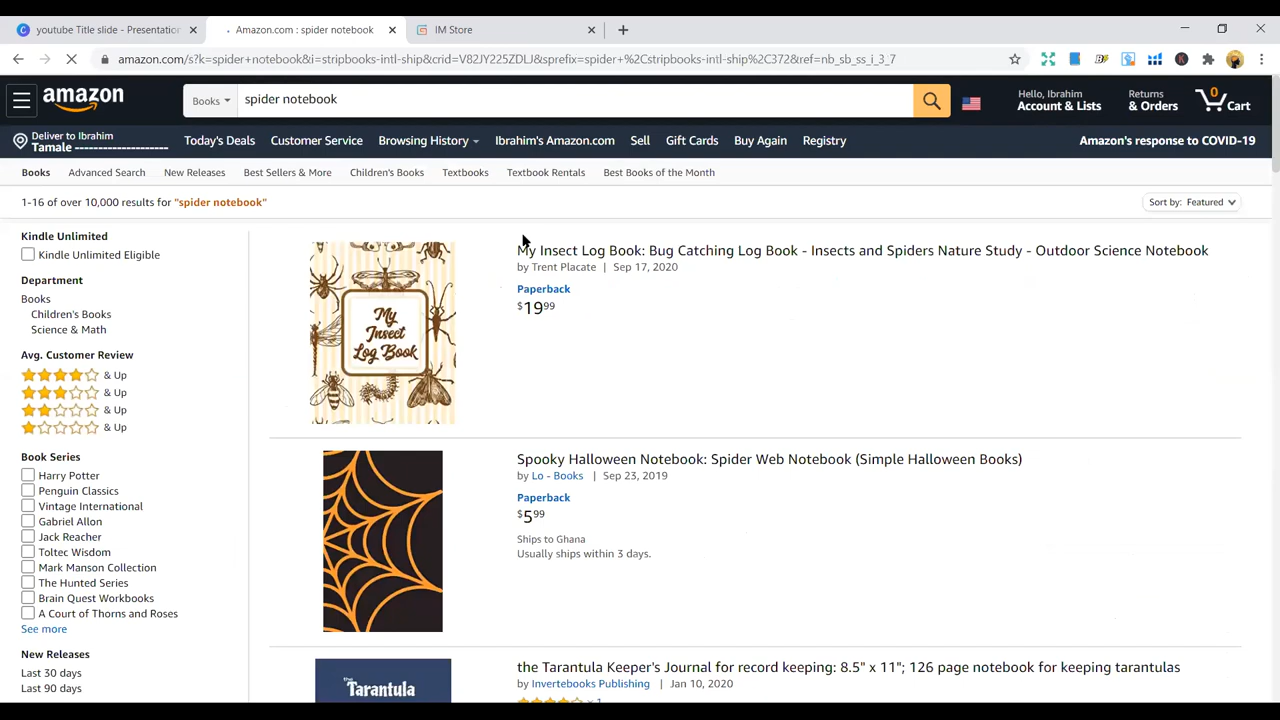 youtube Title slide - Presentation
Amazon.com : spider notebook
IM Store
amazon.com/s?k=spider+notebook&i=stripbooks-intl-ship&crid=V82JY225ZDLJ&sprefix=spider+%2Cstripbooks-intl-ship%2C372&ref=nb_sb_ss_i_3_7
amazon
Books
spider notebook
Hello, Ibrahim
Account & Lists
Returns
& Orders
0
Cart
Deliver to Ibrahim
Tamale ---------------------
Today's Deals
Customer Service
Browsing History
Ibrahim's Amazon.com
Sell
Gift Cards
Buy Again
Registry
Amazon's response to COVID-19
Books
Advanced Search
New Releases
Best Sellers & More
Children's Books
Textbooks
Textbook Rentals
Best Books of the Month
1-16 of over 10,000 results for "spider notebook"
Sort by: Featured
Kindle Unlimited
Kindle Unlimited Eligible
Department
Books
Children's Books
Science & Math
Avg. Customer Review
& Up
& Up
& Up
& Up
Book Series
Harry Potter
Penguin Classics
Vintage International
Gabriel Allon
Jack Reacher
Toltec Wisdom
Mark Manson Collection
The Hunted Series
Brain Quest Workbooks
A Court of Thorns and Roses
See more
New Releases
Last 30 days
Last 90 days
My
Insect
Log Book
My Insect Log Book: Bug Catching Log Book - Insects and Spiders Nature Study - Outdoor Science Notebook
by Trent Placate | Sep 17, 2020
Paperback
$19.99
Spooky Halloween Notebook: Spider Web Notebook (Simple Halloween Books)
by Lo - Books | Sep 23, 2019
Paperback
$5.99
Ships to Ghana
Usually ships within 3 days.
the
Tarantula
the Tarantula Keeper's Journal for record keeping: 8.5" x 11"; 126 page notebook for keeping tarantulas
by Invertebooks Publishing | Jan 10, 2020
1